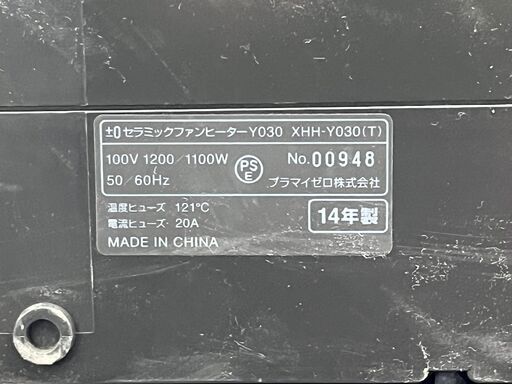 ±0セラミックファンヒーターY030 XHH-Y030(T)
100V 1200/1100W
50/60Hz
PS
E
No.00948
プラマイゼロ株式会社
温度ヒューズ 121℃
電流ヒューズ 20A
MADE IN CHINA
14年製